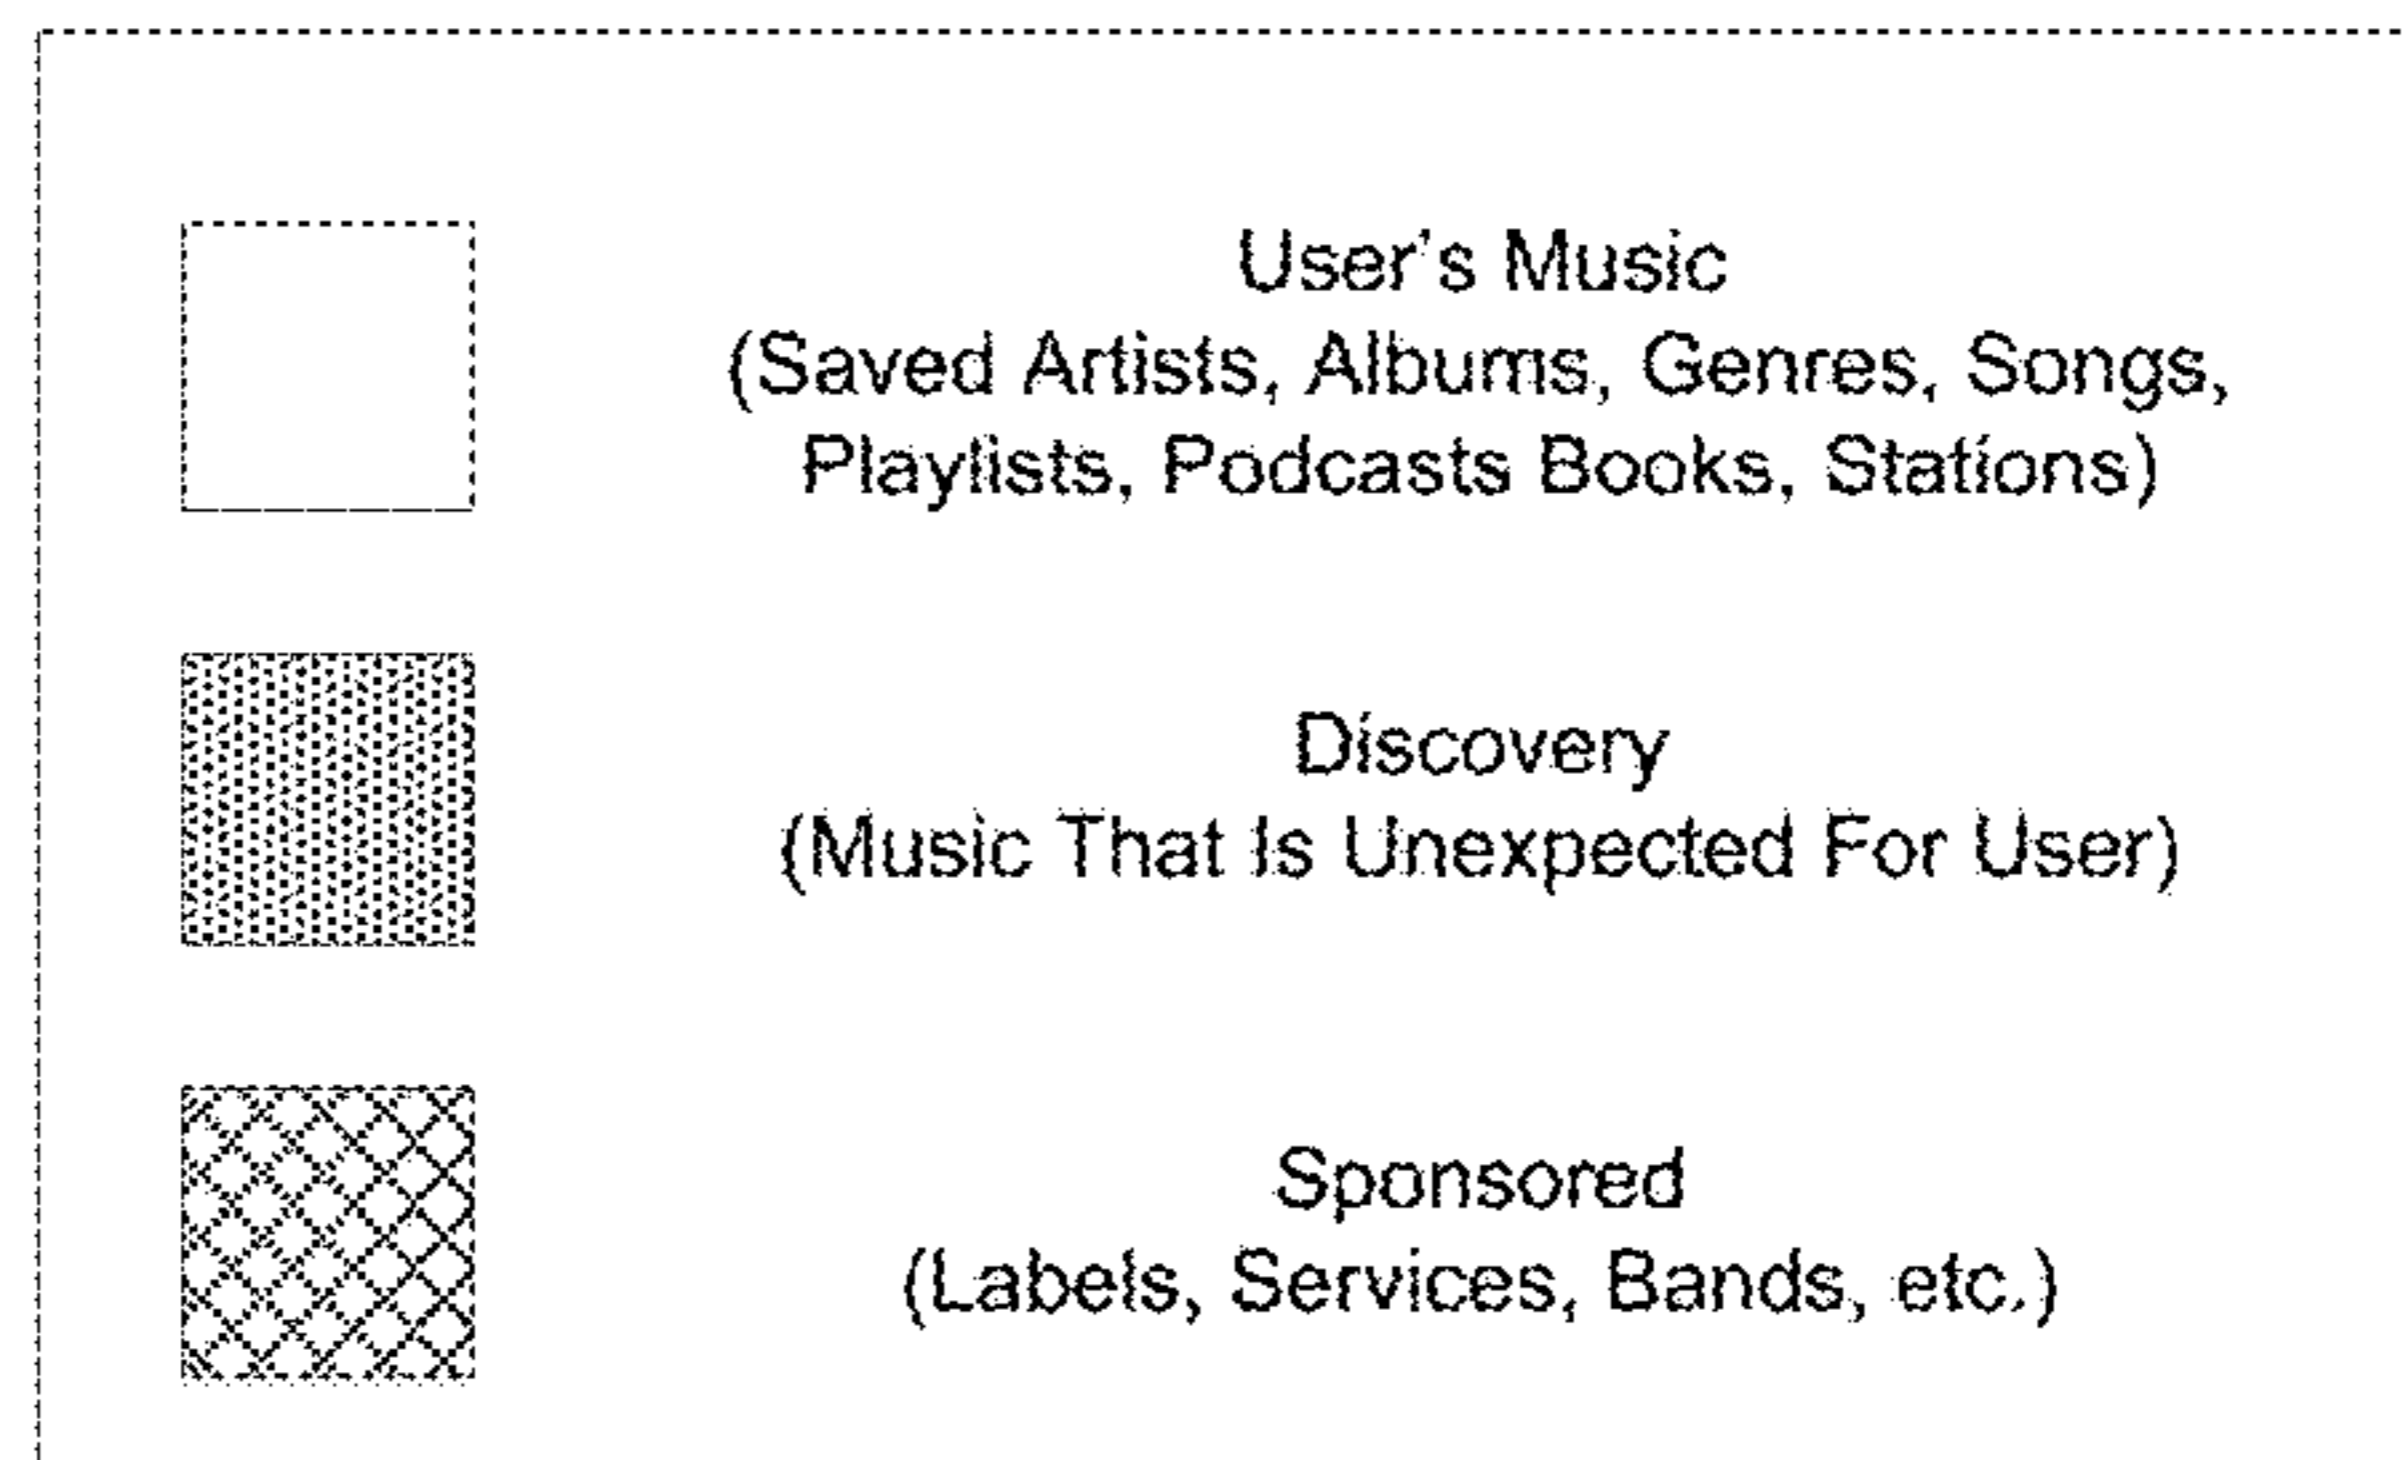 User's Music
(Saved Artists, Albums, Genres, Songs,
Playlists, Podcasts Books, Stations)
Discovery
(Music That Is Unexpected For User)
Sponsored
(Labels, Services, Bands, etc.)